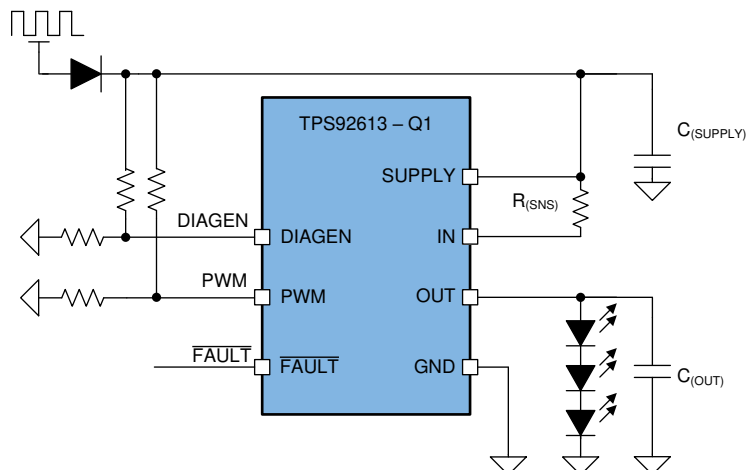 TPS92613 – Q1
C(SUPPLY)
SUPPLY
R(SNS)
DIAGEN
DIAGEN
IN
PWM
PWM
OUT
FAULT
FAULT
GND
C(OUT)